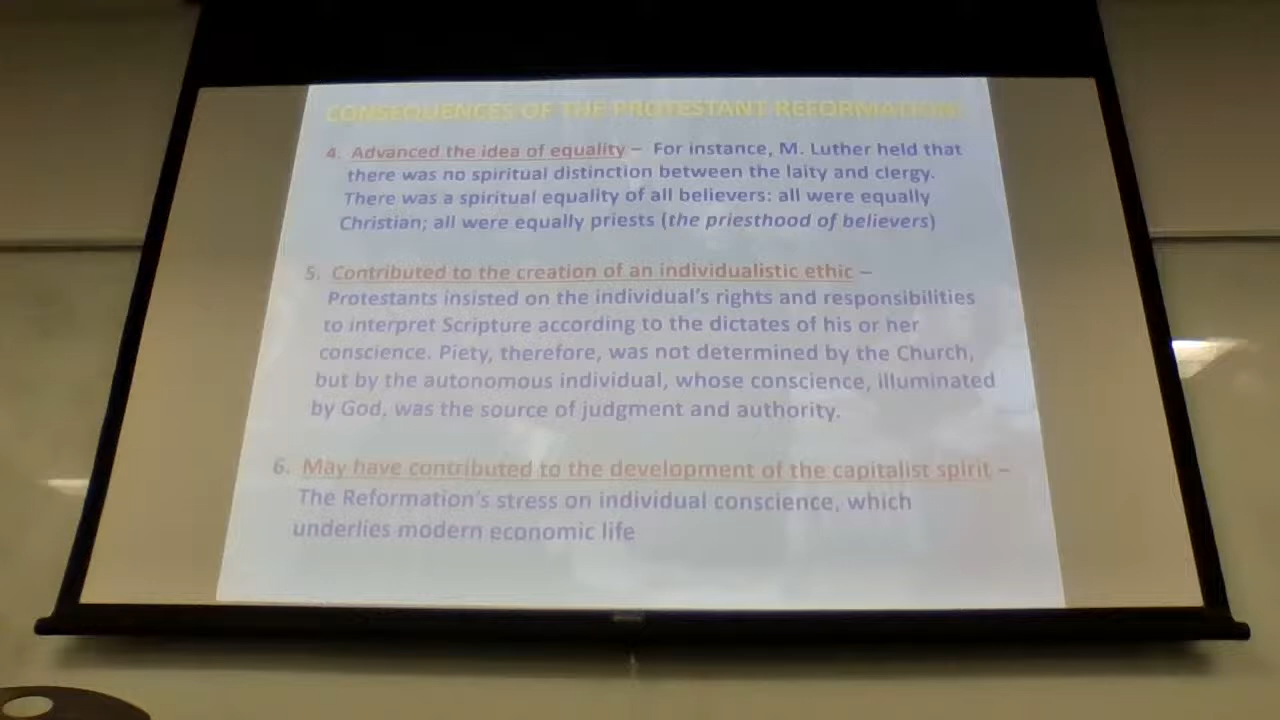 CONSEQUENCES OF THE PROTESTANT REFORMATION
4. Advanced the idea of equality – For instance, M. Luther held that
there was no spiritual distinction between the laity and clergy.
There was a spiritual equality of all believers: all were equally
Christian; all were equally priests (the priesthood of believers)
5. Contributed to the creation of an individualistic ethic –
Protestants insisted on the individual's rights and responsibilities
to interpret Scripture according to the dictates of his or her
conscience. Piety, therefore, was not determined by the Church,
but by the autonomous individual, whose conscience, illuminated
by God, was the source of judgment and authority.
6. May have contributed to the development of the capitalist spirit –
The Reformation's stress on individual conscience, which
underlies modern economic life